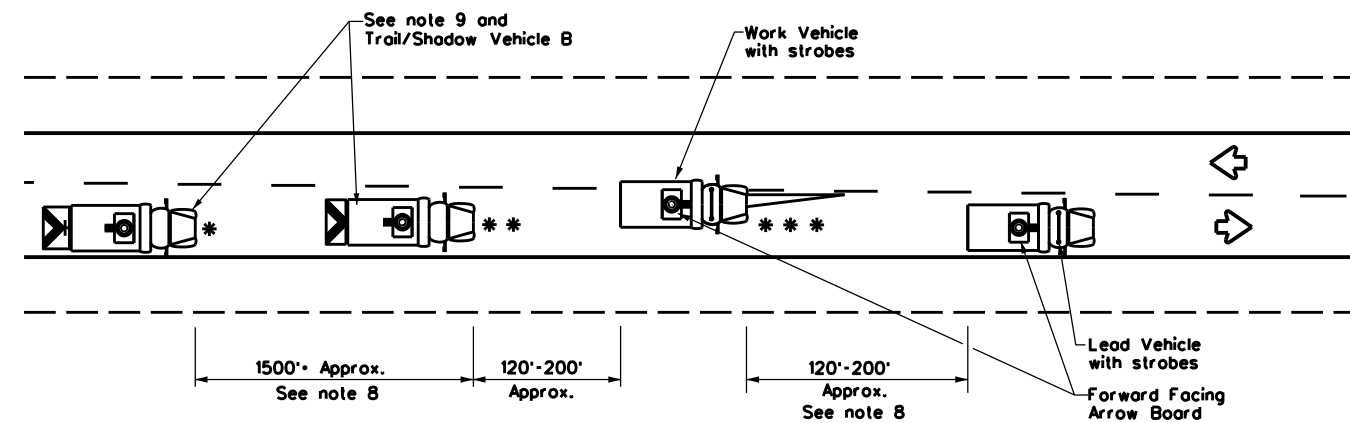 See note 9 and
Trail/Shadow Vehicle B
Work Vehicle
with strobes
*
* *
* * *
1500'+ Approx.
See note 8
120'-200'
Approx.
120'-200'
Approx.
See note 8
Lead Vehicle
with strobes
Forward Facing
Arrow Board